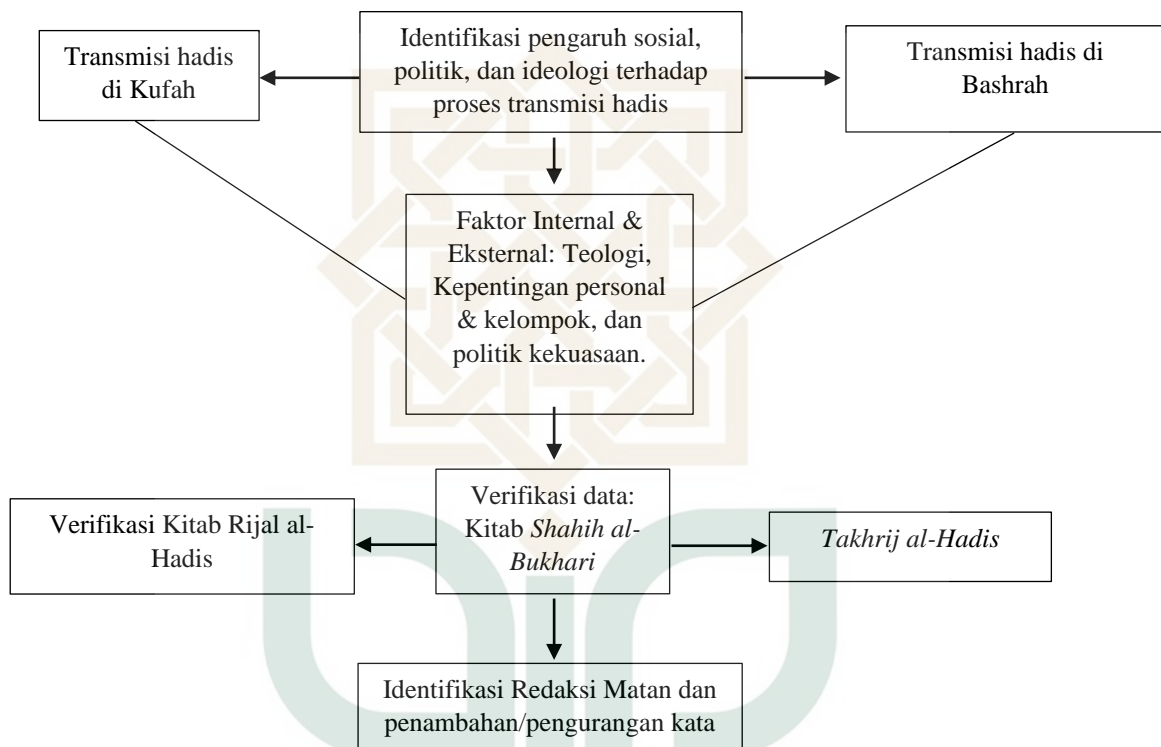 Transmisi hadis
di Kufah
Identifikasi pengaruh sosial,
politik, dan ideologi terhadap
proses transmisi hadis
Transmisi hadis di
Bashrah
Faktor Internal &
Eksternal: Teologi,
Kepentingan personal
& kelompok, dan
politik kekuasaan.
Verifikasi Kitab Rijal al-
Hadis
Verifikasi data:
Kitab Shahih al-
Bukhari
Takhrij al-Hadis
Identifikasi Redaksi Matan dan
penambahan/pengurangan kata